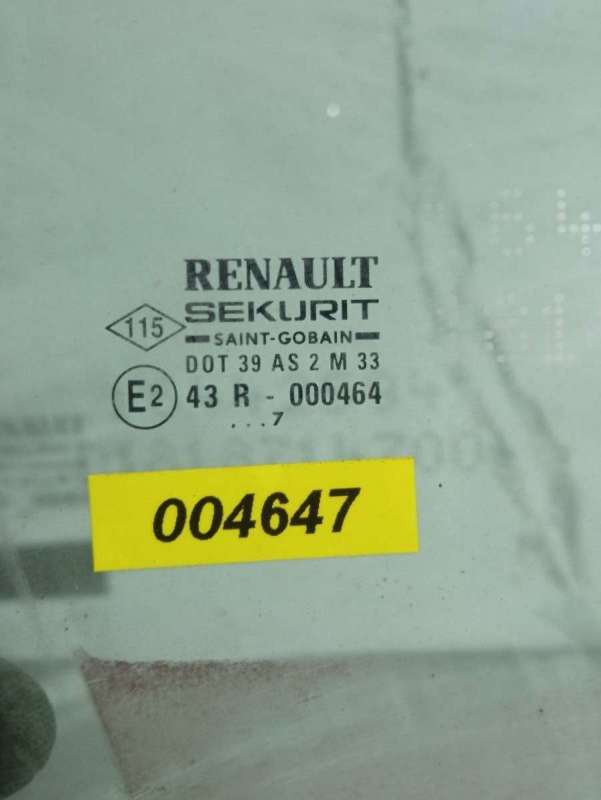 RENAULT
115
SEKURIT
SAINT-GOBAIN
DOT 39 AS 2 M 33
E2
43 R - 000464
...7
004647